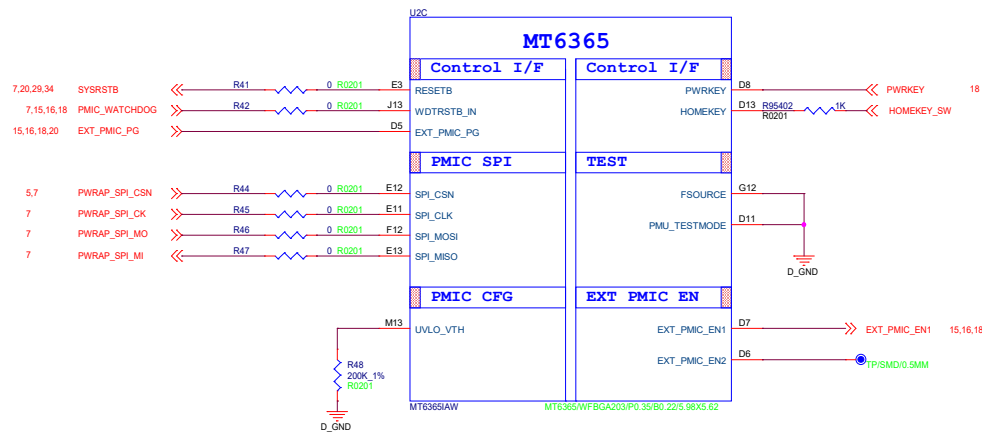 U2C
MT6365
Control I/F Control I/F
7,20,29,34 SYSRSTB R41 0 R0201 E3 RESETB PWRKEY D8 PWRKEY 18
7,15,16,18 PMIC_WATCHDOG R42 0 R0201 J13 WDTRSTB_IN HOMEKEY D13 R95402 1K HOMEKEY_SW
R0201
15,16,18,20 EXT_PMIC_PG D5 EXT_PMIC_PG
PMIC SPI TEST
5,7 PWRAP_SPI_CSN R44 0 R0201 E12 SPI_CSN FSOURCE G12
7 PWRAP_SPI_CK R45 0 R0201 E11 SPI_CLK
PMU_TESTMODE D11
7 PWRAP_SPI_MO R46 0 R0201 F12 SPI_MOSI
7 PWRAP_SPI_MI R47 0 R0201 E13 SPI_MISO
D_GND
PMIC CFG EXT PMIC EN
M13 UVLO_VTH EXT_PMIC_EN1 D7 EXT_PMIC_EN1 15,16,18
EXT_PMIC_EN2 D6 TP/SMD/0.5MM
R48
200K_1%
R0201
D_GND
MT6365IAW MT6365/WFBGA203/P0.35/B0.22/5.98X5.62